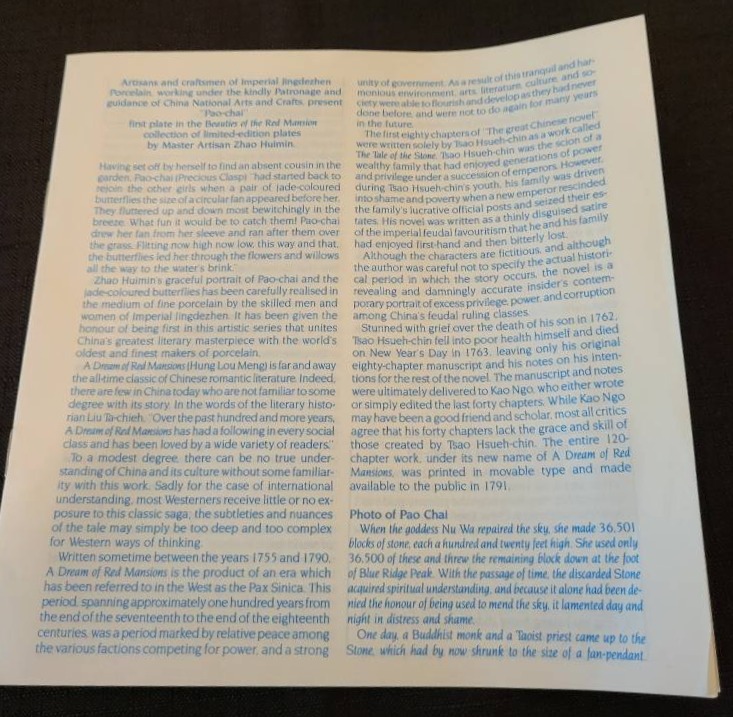 Artisans and craftsmen of Imperial Jingdezhen
Porcelain, working under the kindly Patronage and
guidance of China National Arts and Crafts, present
"Pao-chai"
first plate in the Beauties of the Red Mansion
collection of limited-edition plates
by Master Artisan Zhao Huimin.
Having set off by herself to find an absent cousin in the
garden, Pao-chai (Precious Clasp) "had started back to
rejoin the other girls when a pair of jade-coloured
butterflies the size of a circular fan appeared before her.
They fluttered up and down most bewitchingly in the
breeze. What fun it would be to catch them! Pao-chai
drew her fan from her sleeve and ran after them over
the grass. Flitting now high now low, this way and that,
the butterflies led her through the flowers and willows
all the way to the water's brink."
Zhao Huimin's graceful portrait of Pao-chai and the
jade-coloured butterflies has been carefully realised in
the medium of fine porcelain by the skilled men and
women of Imperial Jingdezhen. It has been given the
honour of being first in this artistic series that unites
China's greatest literary masterpiece with the world's
oldest and finest makers of porcelain.
A Dream of Red Mansions (Hung Lou Meng) is far and away
the all-time classic of Chinese romantic literature. Indeed,
there are few in China today who are not familiar to some
degree with its story. In the words of the literary histo-
rian Liu Ta-chieh, "Over the past hundred and more years,
A Dream of Red Mansions has had a following in every social
class and has been loved by a wide variety of readers."
To a modest degree, there can be no true under-
standing of China and its culture without some familiar-
ity with this work. Sadly for the case of international
understanding, most Westerners receive little or no ex-
posure to this classic saga; the subtleties and nuances
of the tale may simply be too deep and too complex
for Western ways of thinking.
Written sometime between the years 1755 and 1790,
A Dream of Red Mansions is the product of an era which
has been referred to in the West as the Pax Sinica. This
period, spanning approximately one hundred years from
the end of the seventeenth to the end of the eighteenth
centuries, was a period marked by relative peace among
the various factions competing for power, and a strong
unity of government. As a result of this tranquil and har-
monious environment, arts, literature, culture, and so-
ciety were able to flourish and develop as they had never
done before, and were not to do again for many years
in the future.
The first eighty chapters of "The great Chinese novel"
were written solely by Tsao Hsueh-chin as a work called
The Tale of the Stone. Tsao Hsueh-chin was the scion of a
wealthy family that had enjoyed generations of power
and privilege under a succession of emperors. However,
during Tsao Hsueh-chin's youth, his family was driven
into shame and poverty when a new emperor rescinded
the family's lucrative official posts and seized their es-
tates. His novel was written as a thinly disguised satire
of the imperial feudal favouritism that he and his family
had enjoyed first-hand and then bitterly lost.
Although the characters are fictitious, and although
the author was careful not to specify the actual histori-
cal period in which the story occurs, the novel is a
revealing and damningly accurate insider's contem-
porary portrait of excess privilege, power, and corruption
among China's feudal ruling classes.
Stunned with grief over the death of his son in 1762,
Tsao Hsueh-chin fell into poor health himself and died
on New Year's Day in 1763, leaving only his original
eighty-chapter manuscript and his notes on his inten-
tions for the rest of the novel. The manuscript and notes
were ultimately delivered to Kao Ngo, who either wrote
or simply edited the last forty chapters. While Kao Ngo
may have been a good friend and scholar, most all critics
agree that his forty chapters lack the grace and skill of
those created by Tsao Hsueh-chin. The entire 120-
chapter work, under its new name of A Dream of Red
Mansions, was printed in movable type and made
available to the public in 1791.
Photo of Pao Chai
When the goddess Nu Wa repaired the sky, she made 36,501
blocks of stone, each a hundred and twenty feet high. She used only
36,500 of these and threw the remaining block down at the foot
of Blue Ridge Peak. With the passage of time, the discarded Stone
acquired spiritual understanding, and because it alone had been de-
nied the honour of being used to mend the sky, it lamented day and
night in distress and shame.
One day, a Buddhist monk and a Taoist priest came up to the
Stone, which had by now shrunk to the size of a fan-pendant.